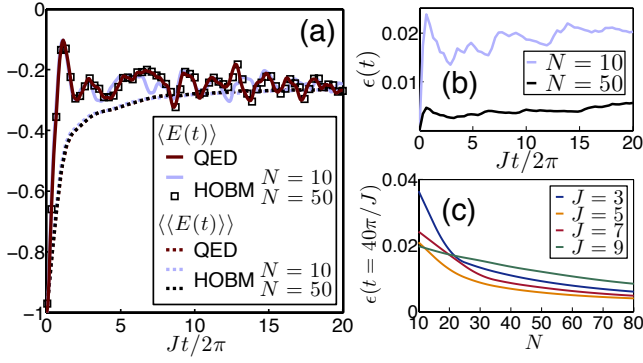 (a)
0
−0.2
−0.4
−0.6
−0.8
−1
0 5 10 15 20
Jt/2π
⟨E(t)⟩
QED
HOBM N = 10
N = 50
⟨⟨E(t)⟩⟩
QED
HOBM N = 10
N = 50
(b)
ϵ(t)
0.02
0.01
0 5 10 15 20
Jt/2π
N = 10
N = 50
(c)
ϵ(t = 40π/J)
0.04
0.02
0
10 20 30 40 50 60 70 80
N
J = 3
J = 5
J = 7
J = 9